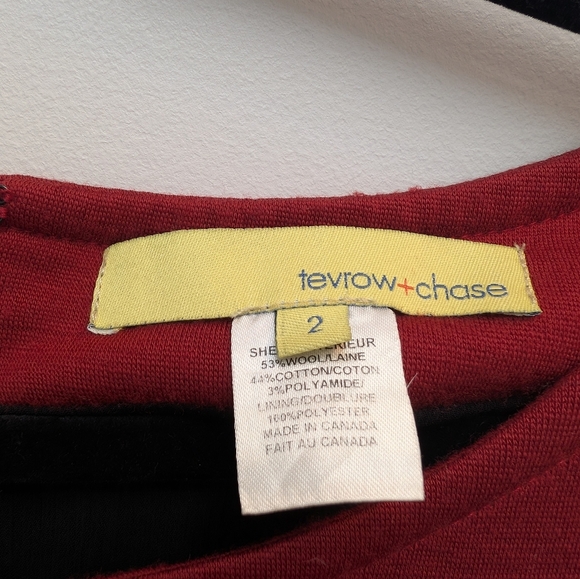 tevrow+chase
2
53%WOOL/LAINE
44%COTTON/COTON
3%POLYAMIDE/
LINING/DOUBLURE
100%POLYESTER
MADE IN CANADA
FAIT AU CANADA